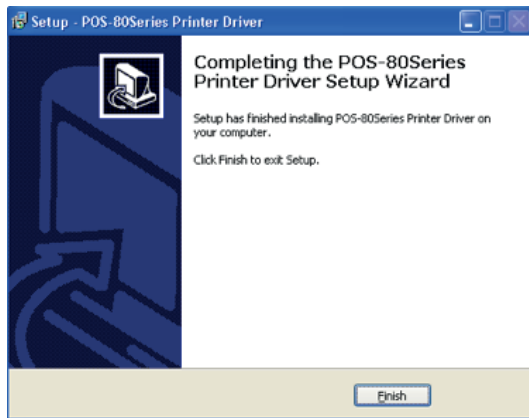 Setup - POS-80Series Printer Driver
Completing the POS-80Series
Printer Driver Setup Wizard
Setup has finished installing POS-80Series Printer Driver on
your computer.
Click Finish to exit Setup.
Finish